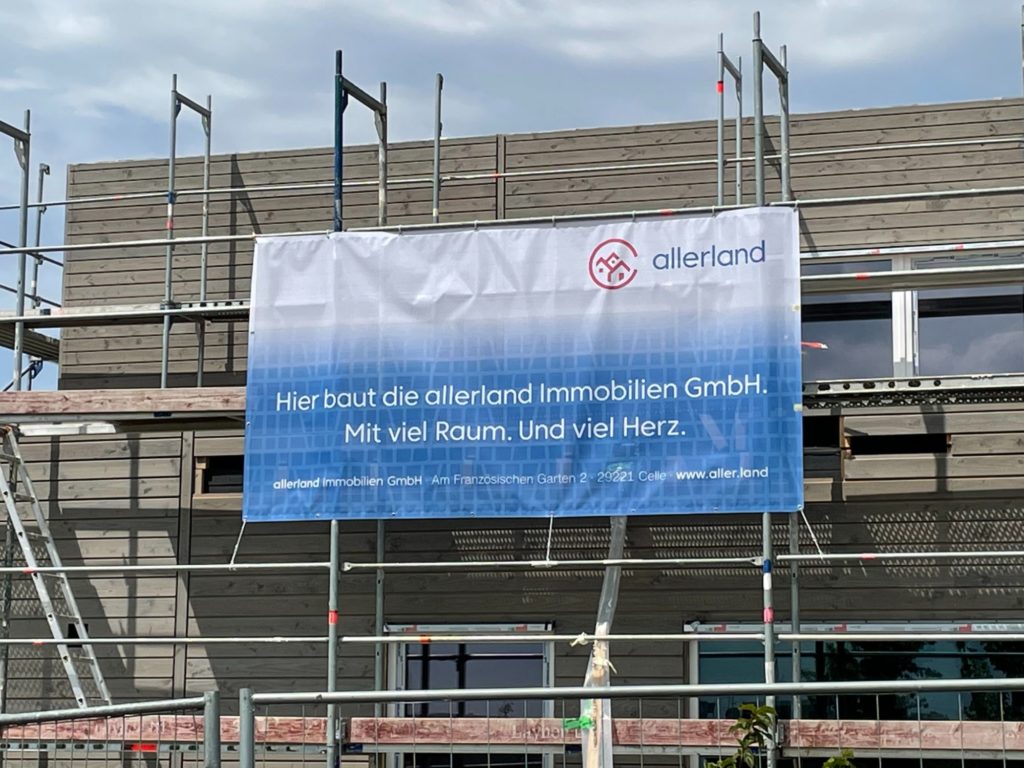 allerland
Hier baut die allerland Immobilien GmbH.
Mit viel Raum. Und viel Herz.
allerland Immobilien GmbH · Am Französischen Garten 2 · 29221 Celle · www.aller.land
Layher